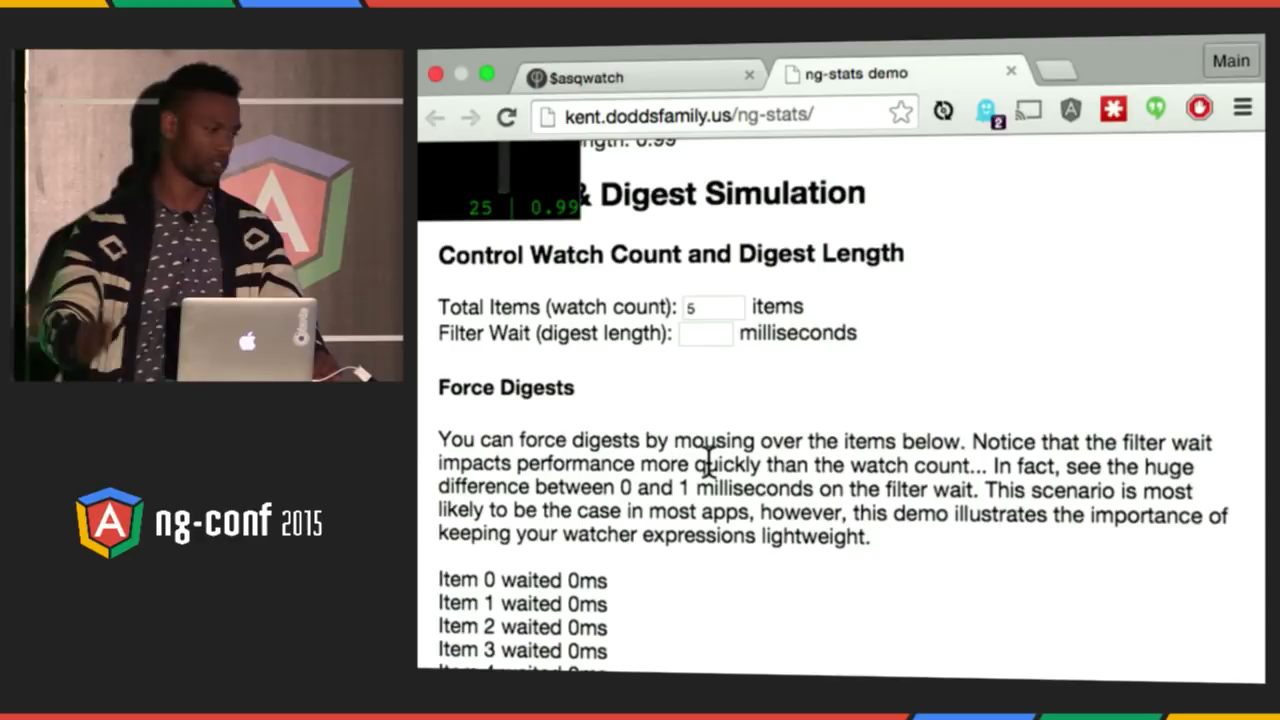 $asqwatch
ng-stats demo
Main
kent.doddsfamily.us/ng-stats/
2
ngth: 0.99
25 | 0.99
& Digest Simulation
Control Watch Count and Digest Length
Total Items (watch count): 5 items
Filter Wait (digest length): milliseconds
Force Digests
You can force digests by mousing over the items below. Notice that the filter wait
impacts performance more quickly than the watch count... In fact, see the huge
difference between 0 and 1 milliseconds on the filter wait. This scenario is most
likely to be the case in most apps, however, this demo illustrates the importance of
keeping your watcher expressions lightweight.
Item 0 waited 0ms
Item 1 waited 0ms
Item 2 waited 0ms
Item 3 waited 0ms
A
ng-conf 2015